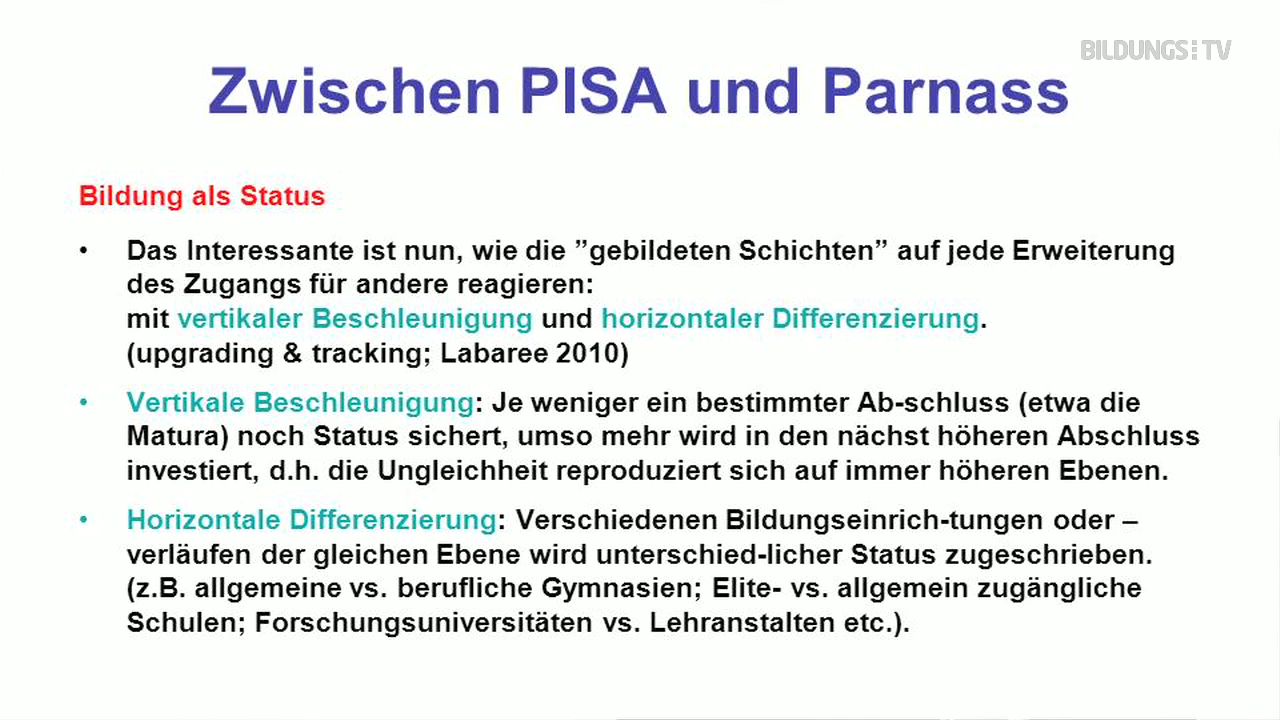 BILDUNGS:TV
Zwischen PISA und Parnass
Bildung als Status
• Das Interessante ist nun, wie die ”gebildeten Schichten” auf jede Erweiterung
des Zugangs für andere reagieren:
mit vertikaler Beschleunigung und horizontaler Differenzierung.
(upgrading & tracking; Labaree 2010)
• Vertikale Beschleunigung: Je weniger ein bestimmter Ab-schluss (etwa die
Matura) noch Status sichert, umso mehr wird in den nächst höheren Abschluss
investiert, d.h. die Ungleichheit reproduziert sich auf immer höheren Ebenen.
• Horizontale Differenzierung: Verschiedenen Bildungseinrich-tungen oder –
verläufen der gleichen Ebene wird unterschied-licher Status zugeschrieben.
(z.B. allgemeine vs. berufliche Gymnasien; Elite- vs. allgemein zugängliche
Schulen; Forschungsuniversitäten vs. Lehranstalten etc.).